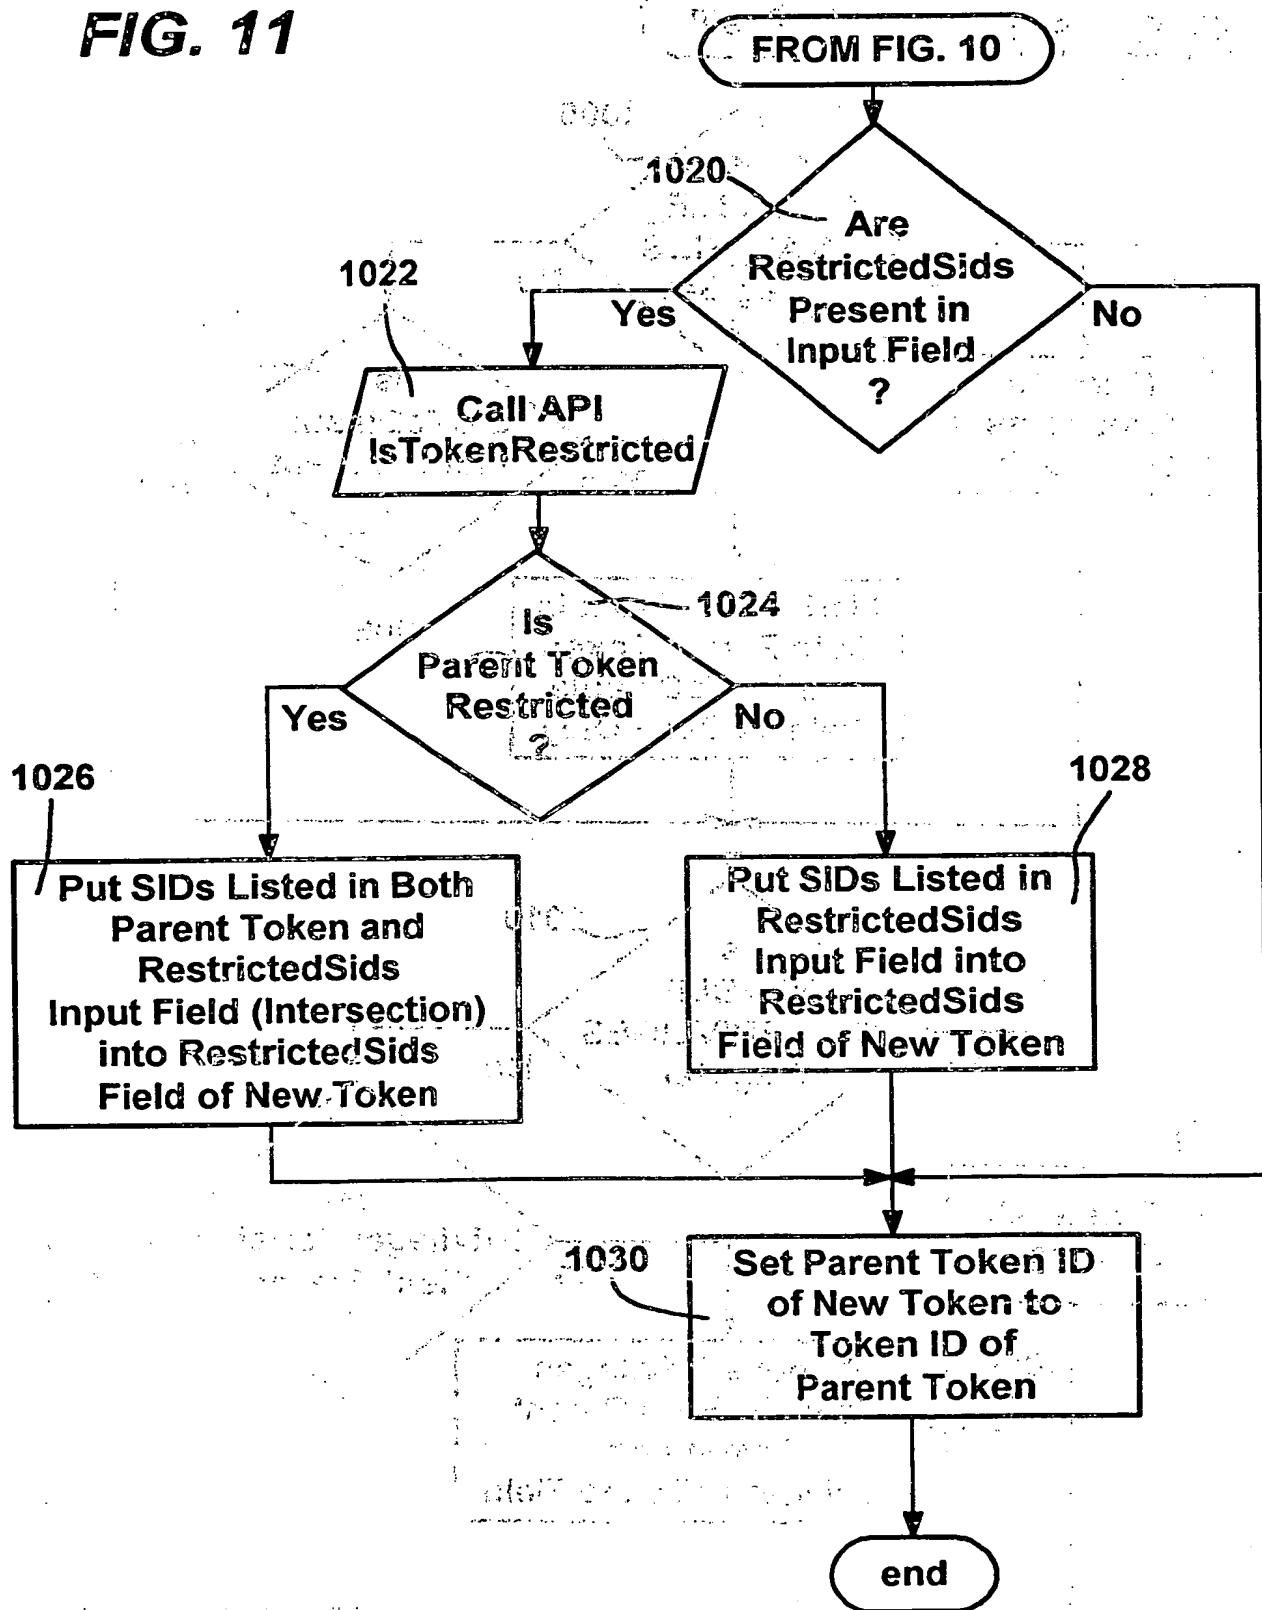 FIG. 11
FROM FIG. 10
1020
Are
RestrictedSids
Present in
Input Field
?
Yes
No
1022
Call API
IsTokenRestricted
1024
Is
Parent Token
Restricted
?
Yes
No
1026
Put SIDs Listed in Both
Parent Token and
RestrictedSids
Input Field (Intersection)
into RestrictedSids
Field of New Token
1028
Put SIDs Listed in
RestrictedSids
Input Field into
RestrictedSids
Field of New Token
1030
Set Parent Token ID
of New Token to
Token ID of
Parent Token
end